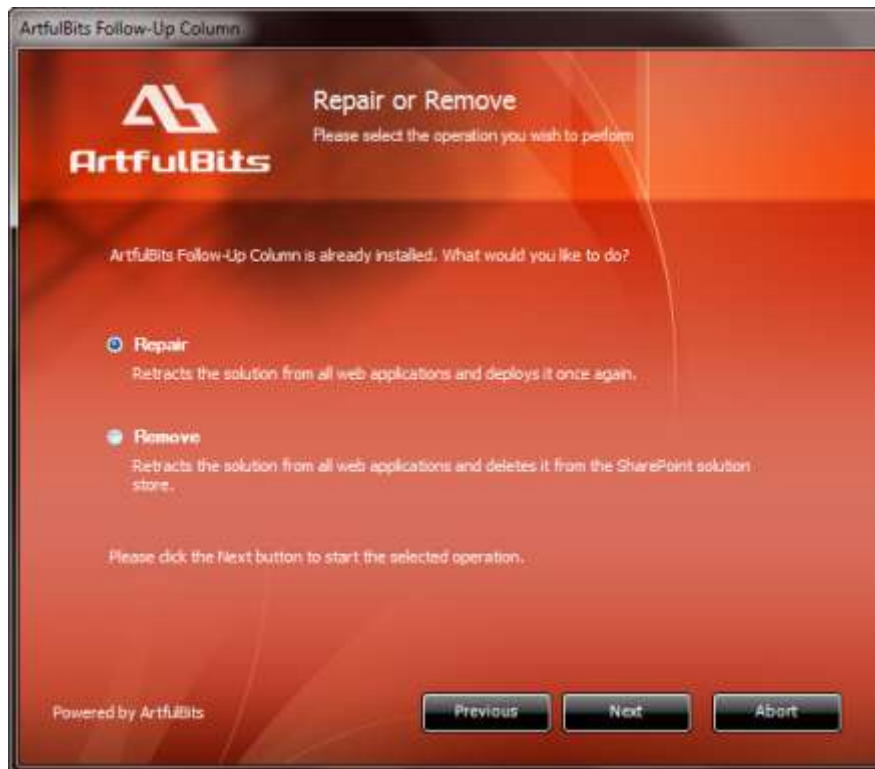 ArtfulBits Follow-Up Column
ArtfulBits
Repair or Remove
Please select the operation you wish to perform
ArtfulBits Follow-Up Column is already installed. What would you like to do?
Repair
Retracts the solution from all web applications and deploys it once again.
Remove
Retracts the solution from all web applications and deletes it from the SharePoint solution
store.
Please click the Next button to start the selected operation.
Powered by ArtfulBits
Previous
Next
Abort